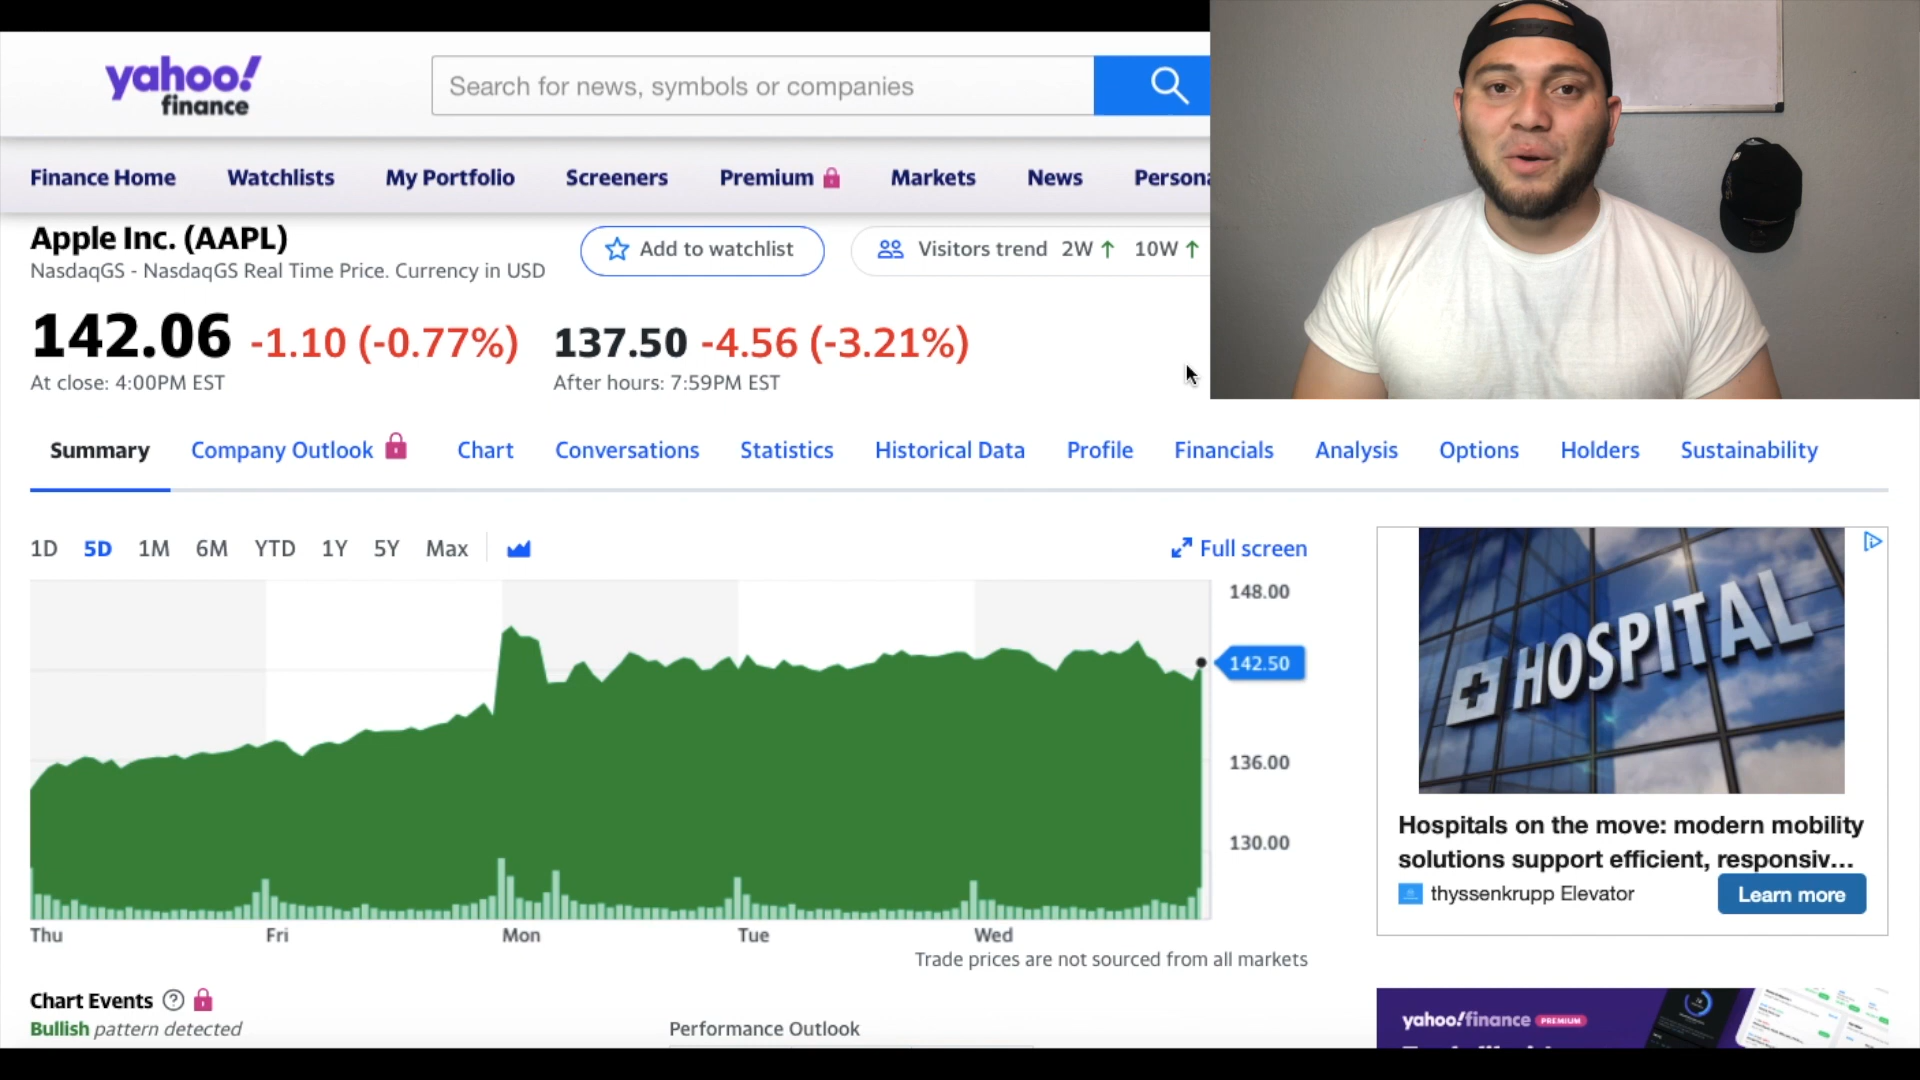 yahoo!
finance
Search for news, symbols or companies
Finance Home Watchlists My Portfolio Screeners Premium Markets News
Apple Inc. (AAPL)
NasdaqGS - NasdaqGS Real Time Price. Currency in USD
Add to watchlist
Visitors trend 2W ↑ 10W ↑
142.06 -1.10 (-0.77%)
At close: 4:00PM EST
137.50 -4.56 (-3.21%)
After hours: 7:59PM EST
Summary Company Outlook Chart Conversations Statistics Historical Data Profile Financials Analysis Options Holders Sustainability
1D 5D 1M 6M YTD 1Y 5Y Max
Full screen
148.00
142.50
136.00
130.00
Thu Fri Mon Tue Wed
Trade prices are not sourced from all markets
HOSPITAL
Hospitals on the move: modern mobility
solutions support efficient, responsiv...
thyssenkrupp Elevator
Learn more
Chart Events
Bullish pattern detected
Performance Outlook
yahoo!finance PREMIUM